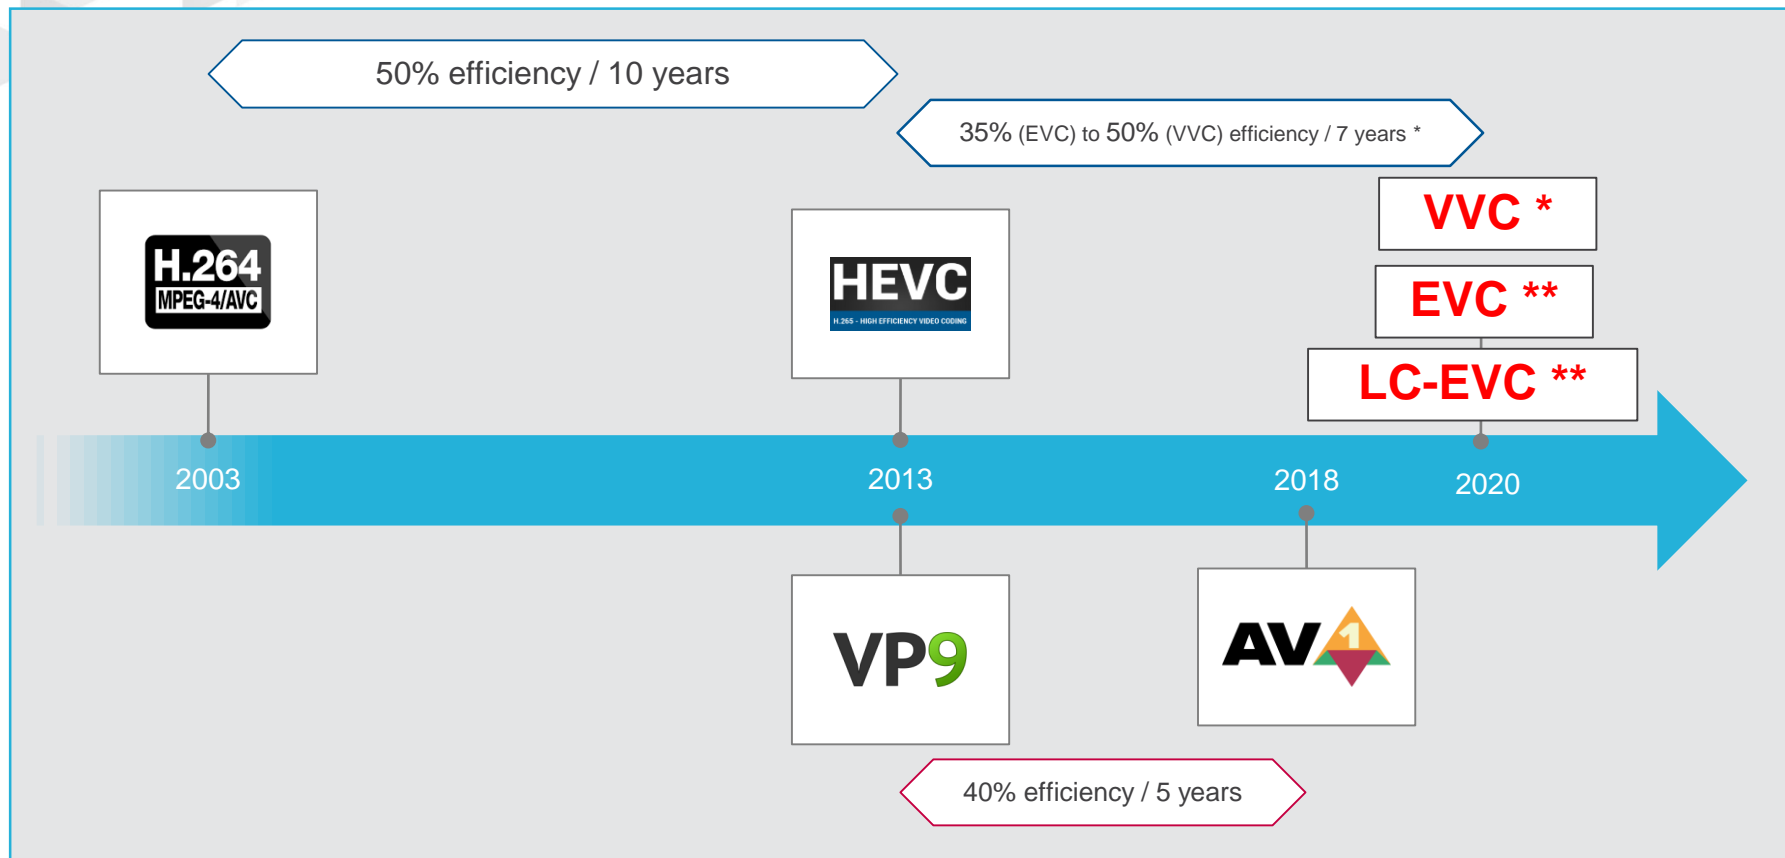 50% efficiency / 10 years
35% (EVC) to 50% (VVC) efficiency / 7 years *
H.264
MPEG-4/AVC
HEVC
H.265 - HIGH EFFICIENCY VIDEO CODING
VVC *
EVC **
LC-EVC **
2003
2013
2018
2020
VP9
AV1
40% efficiency / 5 years